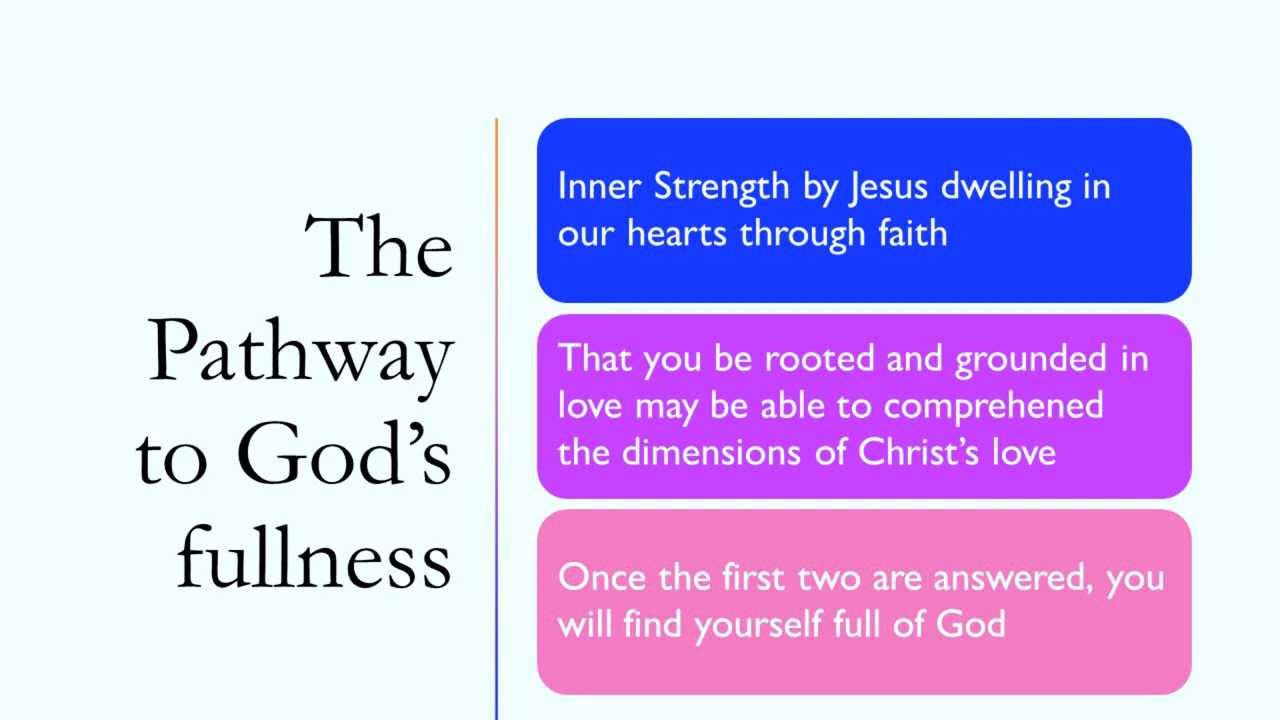 The
Pathway
to God’s
fullness
Inner Strength by Jesus dwelling in
our hearts through faith
That you be rooted and grounded in
love may be able to comprehened
the dimensions of Christ’s love
Once the first two are answered, you
will find yourself full of God